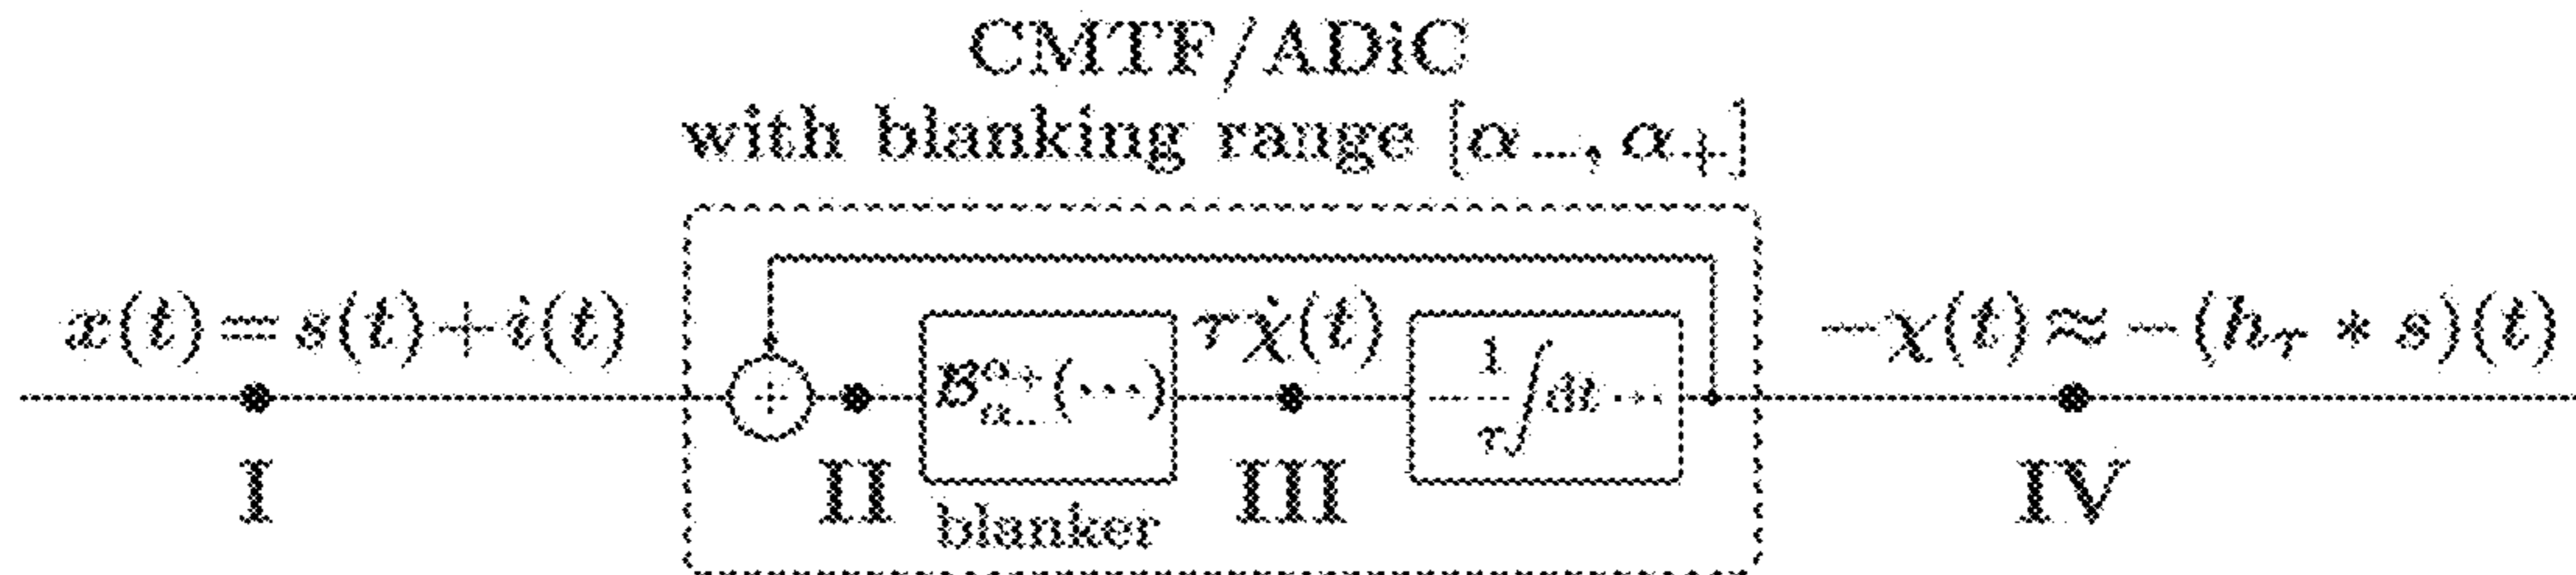 CMTF/ADiC
with blanking range [α₋, α₊]
x(t) = s(t)+i(t)
+
𝓑^{α₊}_{α₋}(⋯)
τχ̇(t)
−1/τ ∫dt ⋯
−χ(t) ≈ −(h_τ * s)(t)
I
II
III
IV
blanker